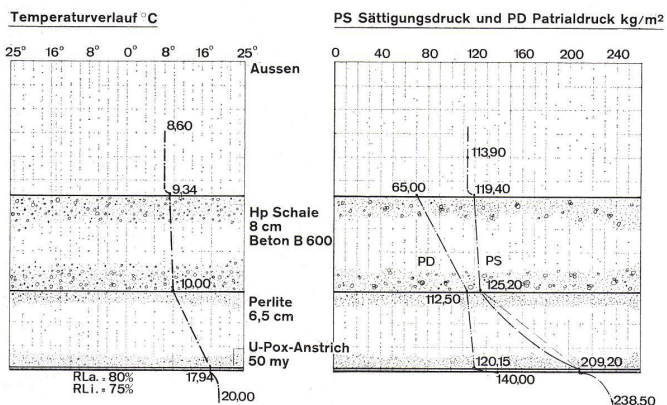 Temperaturverlauf °C
PS Sättigungsdruck und PD Patrialdruck kg/m²
25° 16° 8° 0° 8° 16° 25°
0 40 80 120 160 200 240
Aussen
8,60
113,90
9,34
65,00
119,40
Hp Schale
8 cm
Beton B 600
PD
PS
10,00
125,20
112,50
Perlite
6,5 cm
U-Pox-Anstrich
50 my
120,15
209,20
RLa. = 80%
RLi. = 75%
17,94
140,00
20,00
238,50